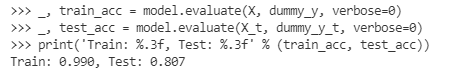 >>> _, train_acc = model.evaluate(X, dummy_y, verbose=0)
>>> _, test_acc = model.evaluate(X_t, dummy_y_t, verbose=0)
>>> print('Train: %.3f, Test: %.3f' % (train_acc, test_acc))
Train: 0.990, Test: 0.807